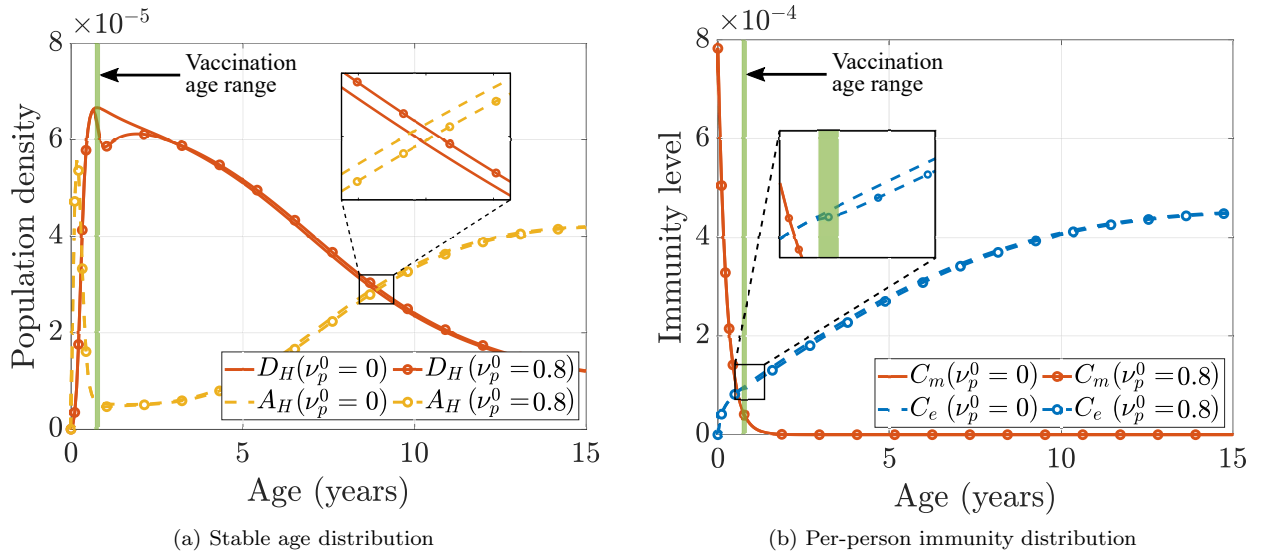 ×10⁻⁵
8
6
4
2
0
0 5 10 15
Population density
Age (years)
Vaccination
age range
D_H(ν_p^0 = 0) D_H(ν_p^0 = 0.8)
A_H(ν_p^0 = 0) A_H(ν_p^0 = 0.8)
(a) Stable age distribution
×10⁻⁴
8
6
4
2
0
0 5 10 15
Immunity level
Age (years)
Vaccination
age range
C_m(ν_p^0 = 0) C_m(ν_p^0 = 0.8)
C_e(ν_p^0 = 0) C_e(ν_p^0 = 0.8)
(b) Per-person immunity distribution